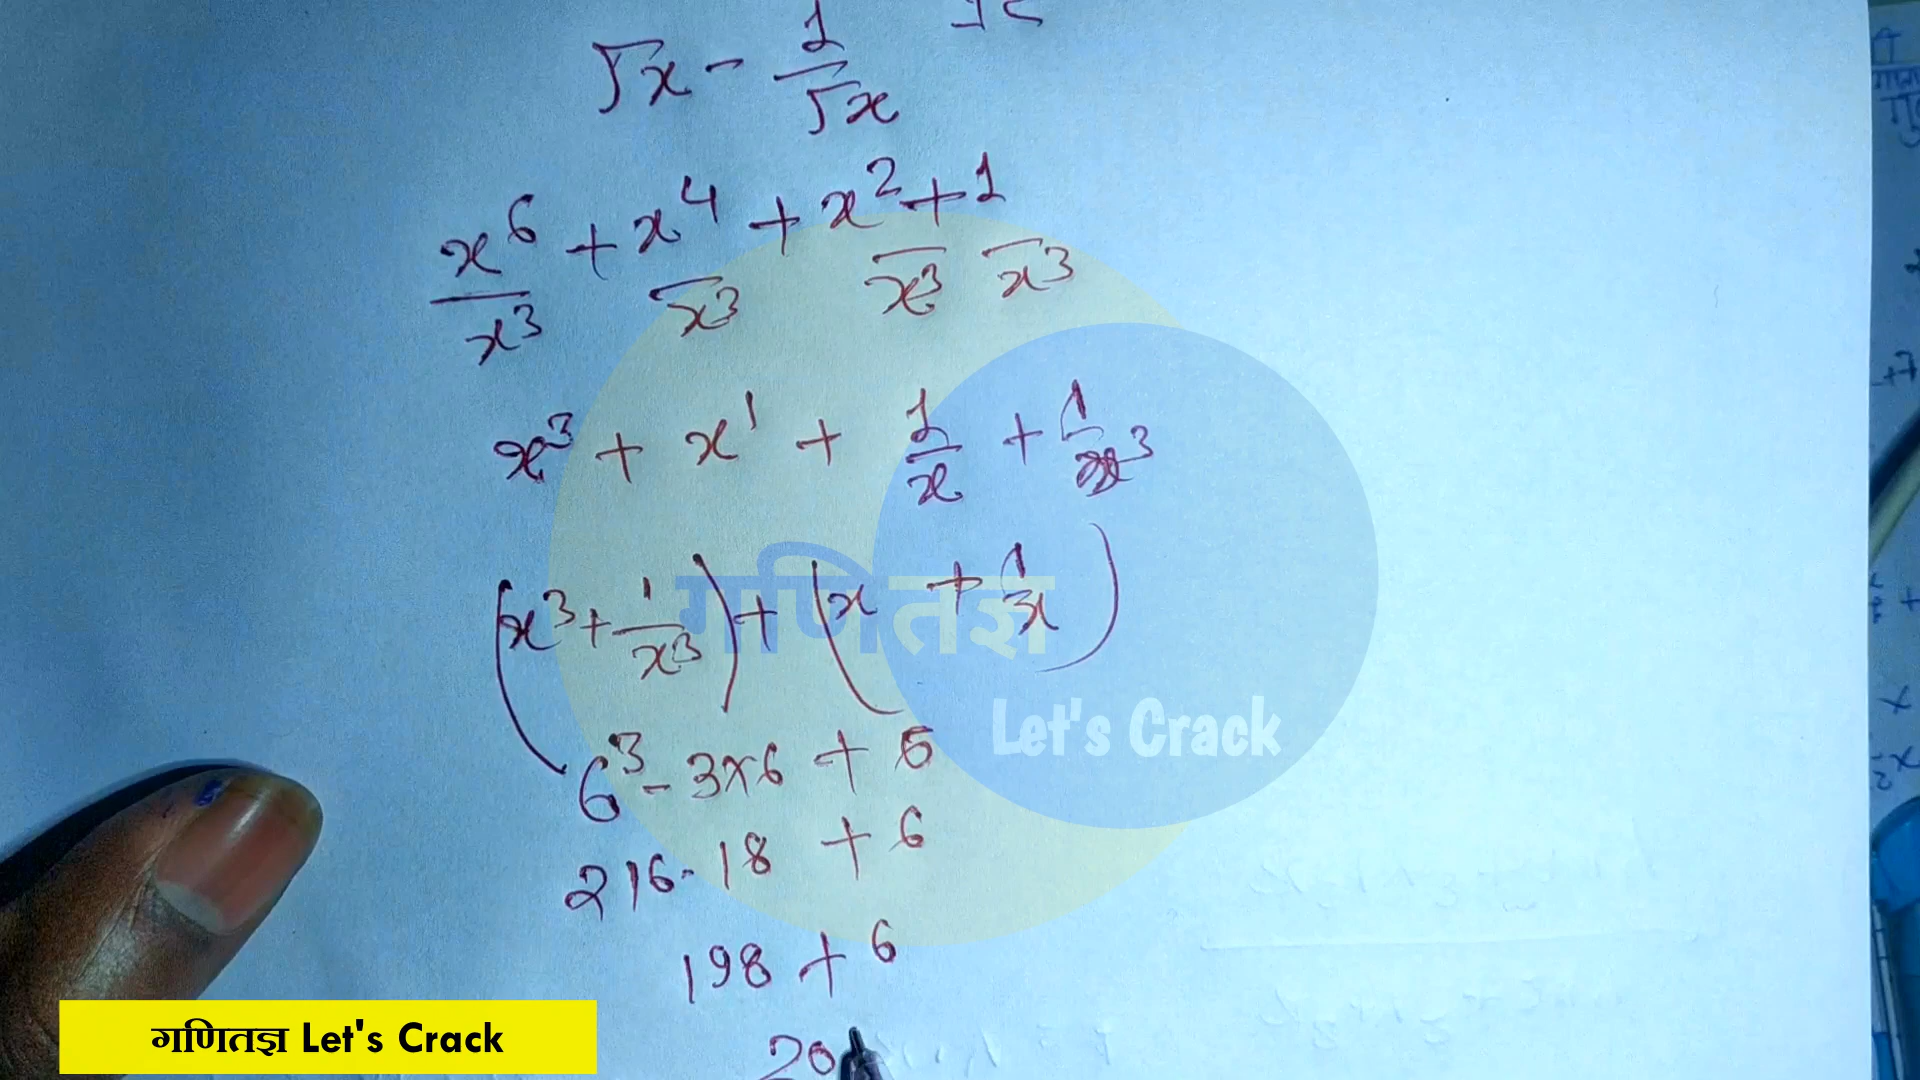 √x - 1/√x
x⁶/x³ + x⁴/x³ + x²/x³ + 1/x³
x³ + x¹ + 1/x + 1/x³
(x³ + 1/x³) + (x + 1/x)
6³ - 3×6 + 6
216 - 18 + 6
198 + 6
20
गणितज्ञ
Let's Crack
गणितज्ञ Let's Crack